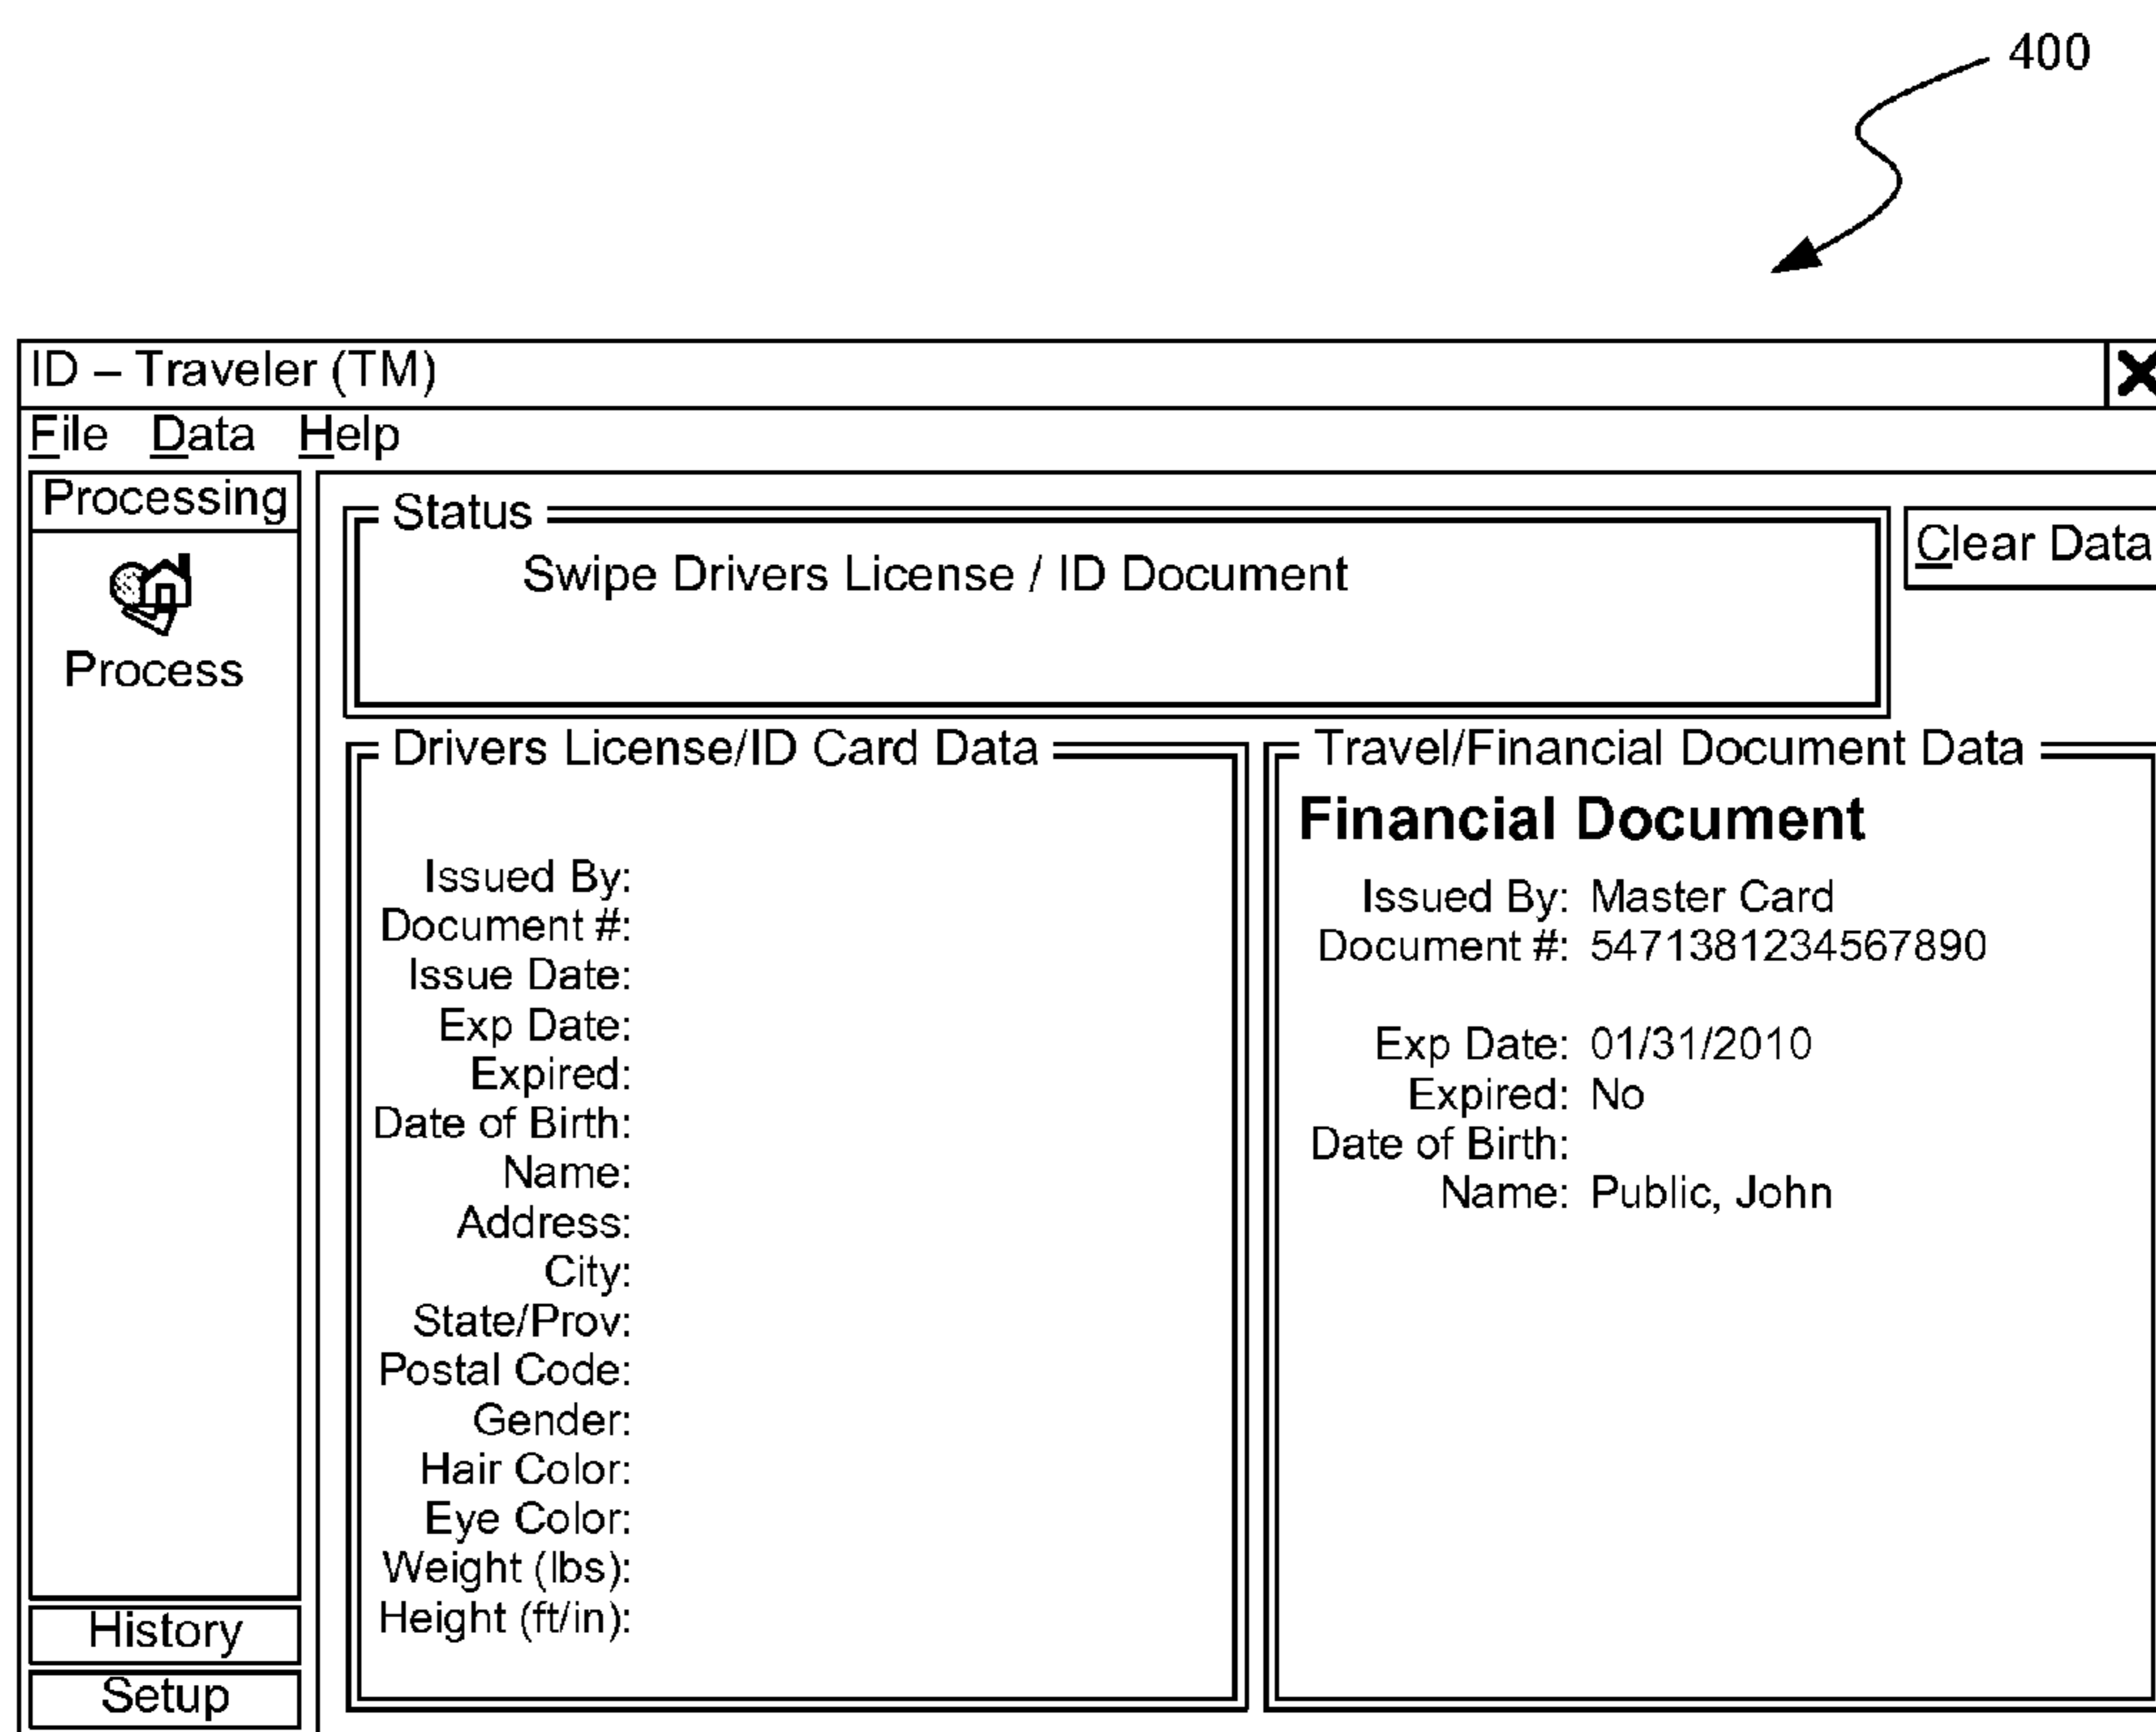 400
ID – Traveler (TM)
File Data Help
Processing
Process
History
Setup
Status
Swipe Drivers License / ID Document
Clear Data
Drivers License/ID Card Data
Issued By:
Document #:
Issue Date:
Exp Date:
Expired:
Date of Birth:
Name:
Address:
City:
State/Prov:
Postal Code:
Gender:
Hair Color:
Eye Color:
Weight (lbs):
Height (ft/in):
Travel/Financial Document Data
Financial Document
Issued By: Master Card
Document #: 5471381234567890
Exp Date: 01/31/2010
Expired: No
Date of Birth:
Name: Public, John